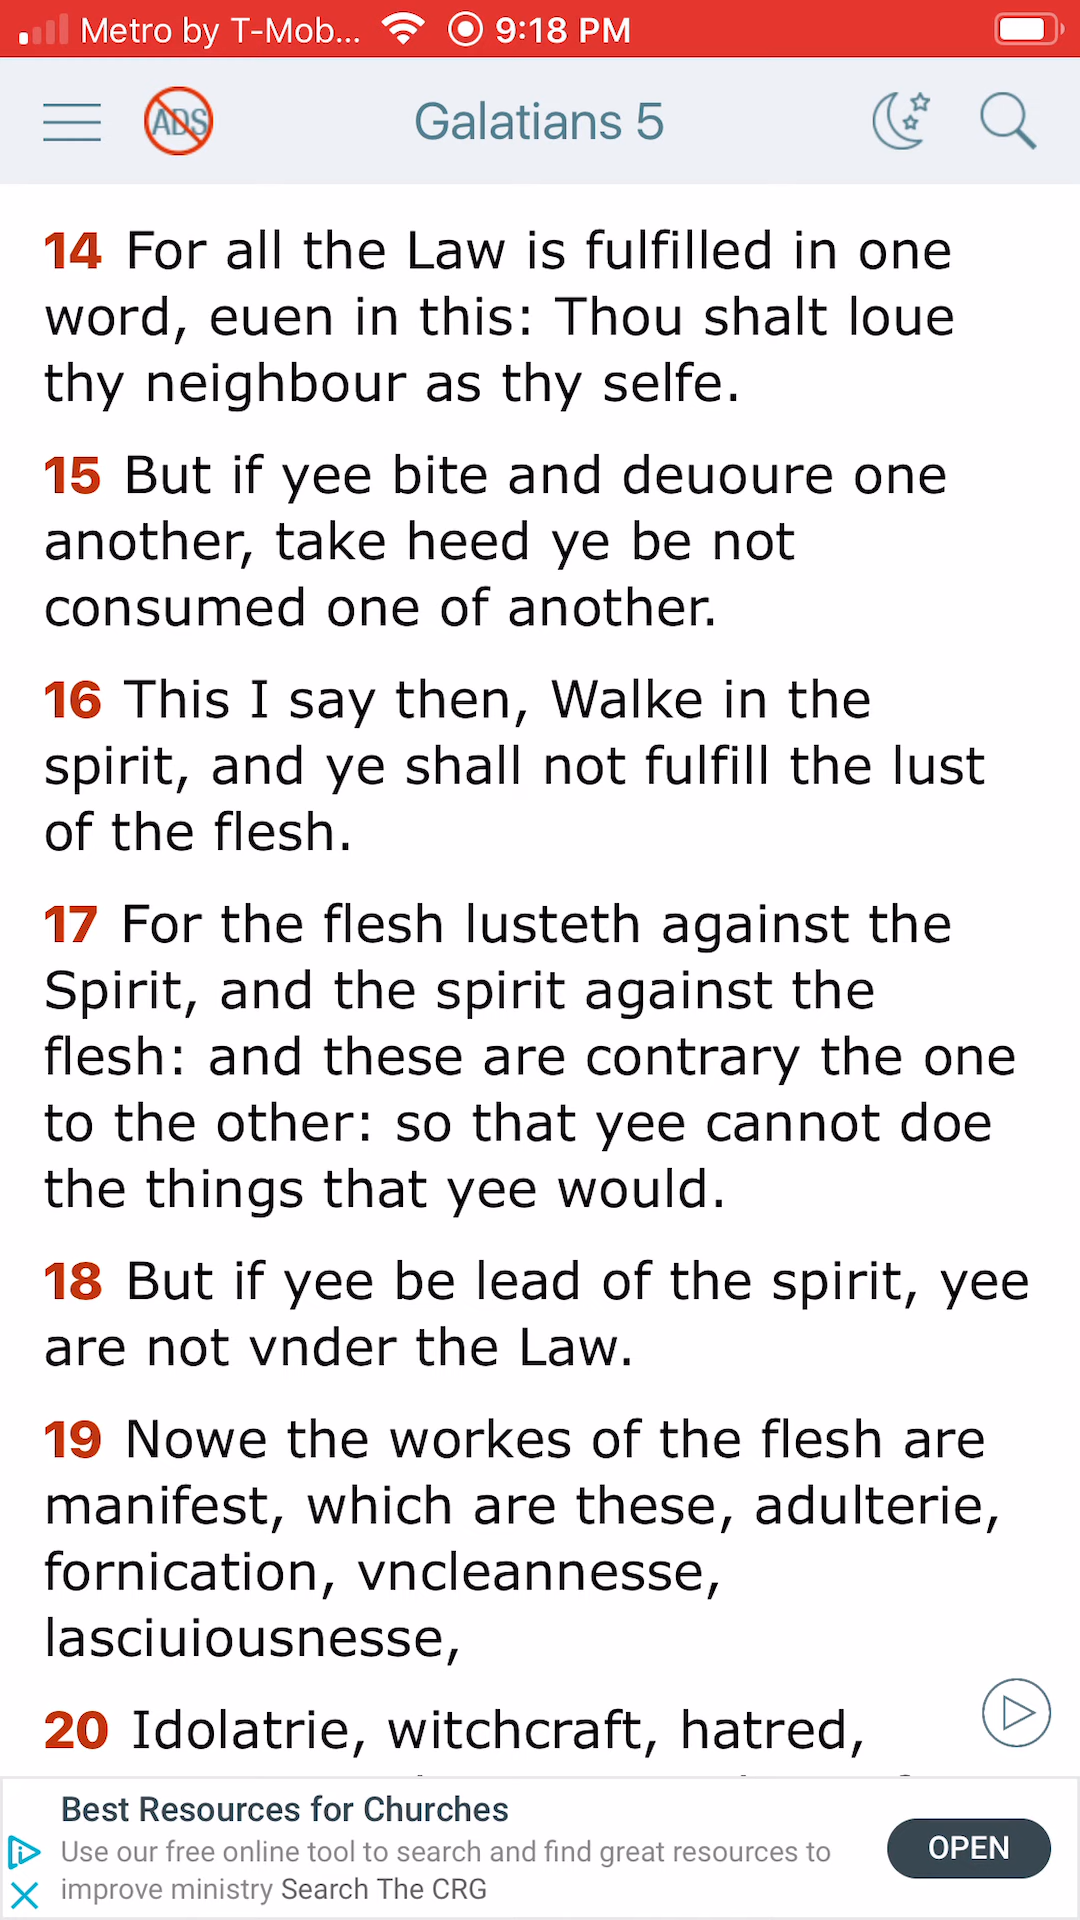 Metro by T-Mob... 9:18 PM
ADS Galatians 5
14 For all the Law is fulfilled in one
word, euen in this: Thou shalt loue
thy neighbour as thy selfe.
15 But if yee bite and deuoure one
another, take heed ye be not
consumed one of another.
16 This I say then, Walke in the
spirit, and ye shall not fulfill the lust
of the flesh.
17 For the flesh lusteth against the
Spirit, and the spirit against the
flesh: and these are contrary the one
to the other: so that yee cannot doe
the things that yee would.
18 But if yee be lead of the spirit, yee
are not vnder the Law.
19 Nowe the workes of the flesh are
manifest, which are these, adulterie,
fornication, vncleannesse,
lasciuiousnesse,
20 Idolatrie, witchcraft, hatred,
Best Resources for Churches
Use our free online tool to search and find great resources to
improve ministry Search The CRG
OPEN